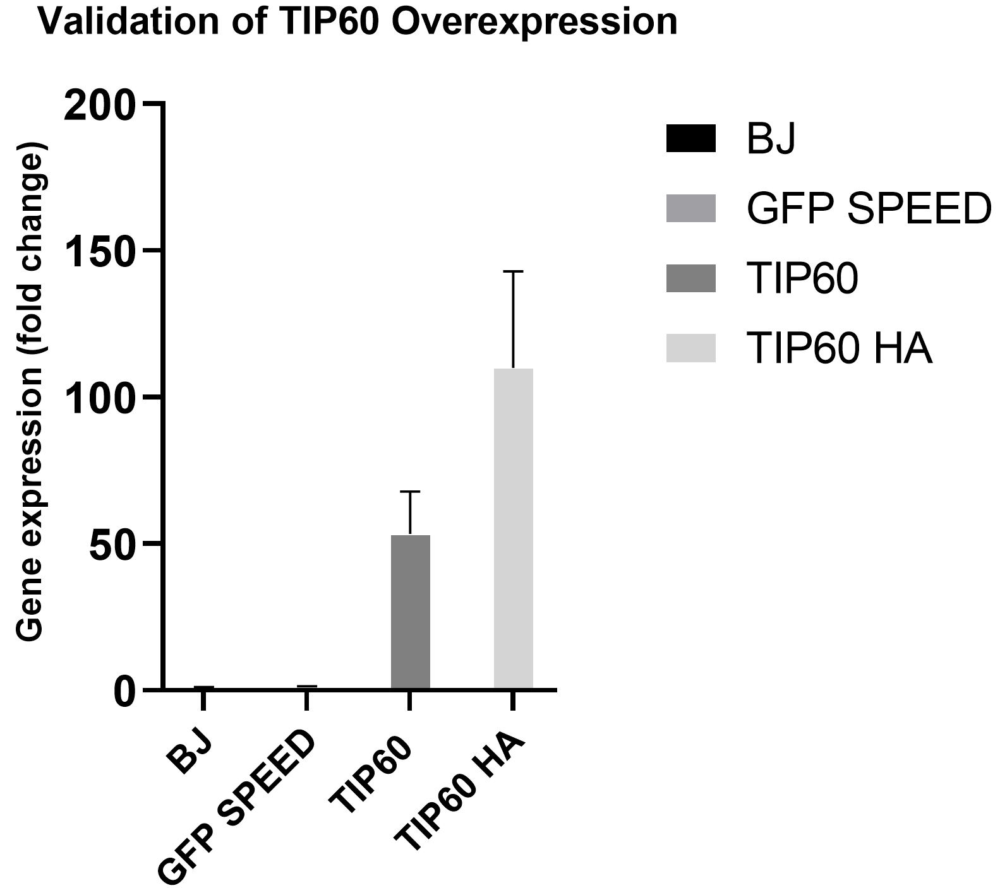 Validation of TIP60 Overexpression
Gene expression (fold change)
200
150
100
50
0
BJ
GFP SPEED
TIP60
TIP60 HA
BJ
GFP SPEED
TIP60
TIP60 HA